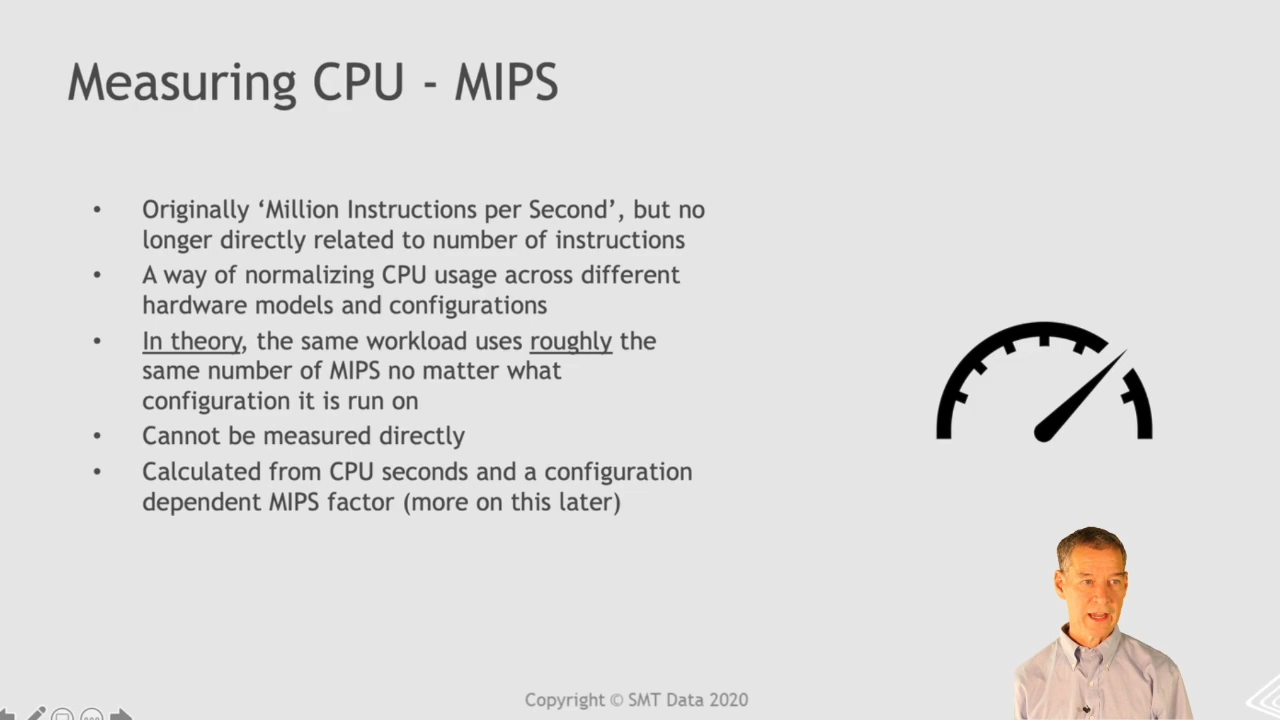 Measuring CPU - MIPS
• Originally ‘Million Instructions per Second’, but no
longer directly related to number of instructions
• A way of normalizing CPU usage across different
hardware models and configurations
• In theory, the same workload uses roughly the
same number of MIPS no matter what
configuration it is run on
• Cannot be measured directly
• Calculated from CPU seconds and a configuration
dependent MIPS factor (more on this later)
Copyright © SMT Data 2020